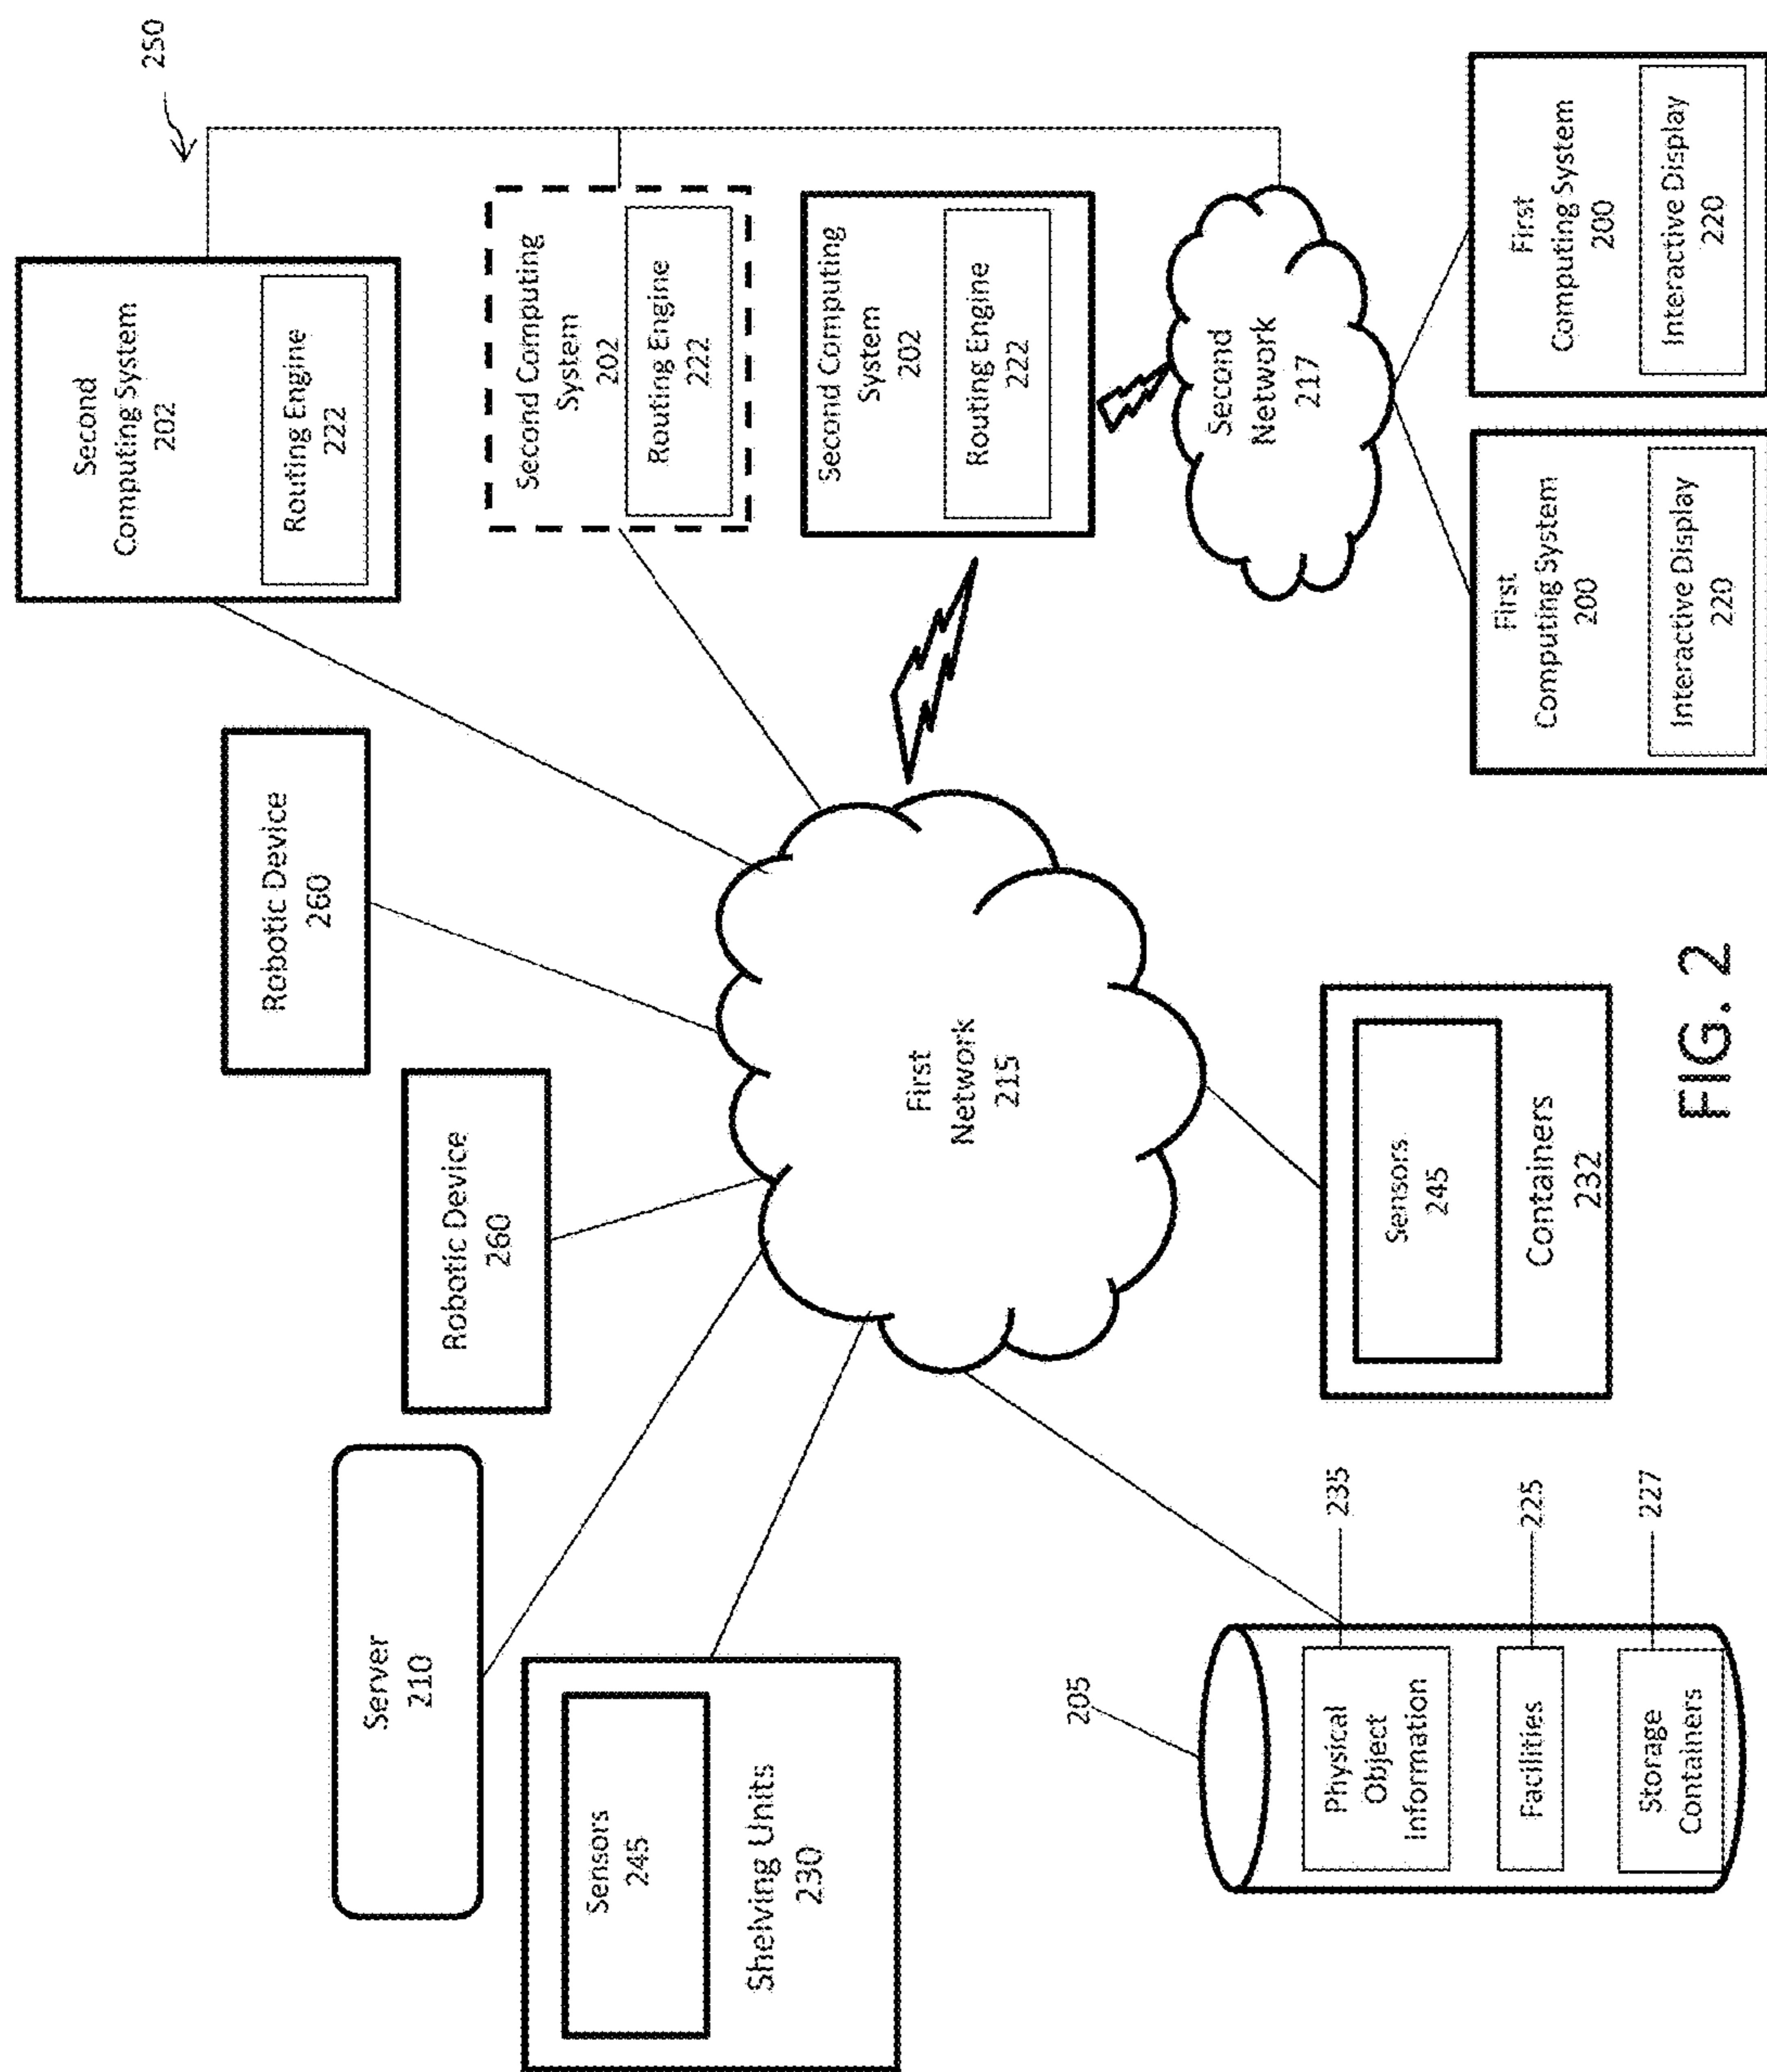 250
Second
Computing System
202
Routing Engine
222
Second Computing
System
202
Routing Engine
222
Second Computing
System
202
Routing Engine
222
Second
Network
217
First
Computing System
200
Interactive Display
220
First
Computing System
200
Interactive Display
220
Robotic Device
260
Robotic Device
260
Server
210
Sensors
245
Shelving Units
230
First
Network
215
Sensors
245
Containers
232
205
Physical
Object
Information
235
Facilities
225
Storage
Containers
227
FIG. 2